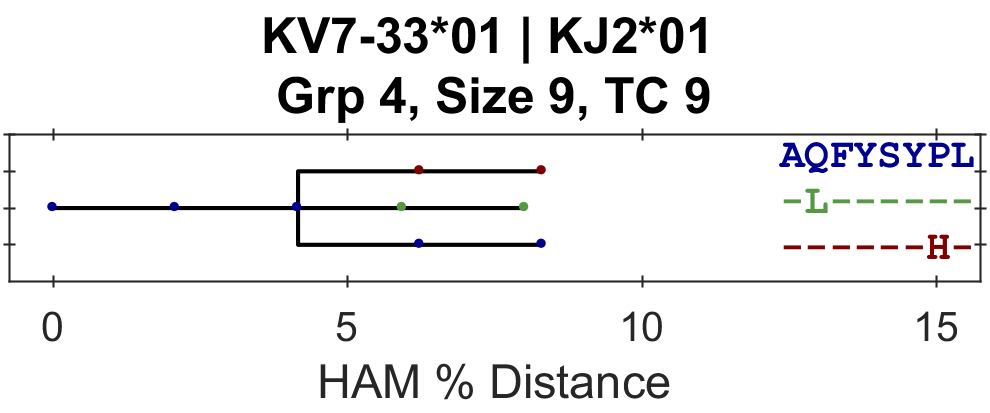 KV7-33*01 | KJ2*01
Grp 4, Size 9, TC 9
AQFYSYPL
-L------
------H-
0 5 10 15
HAM % Distance